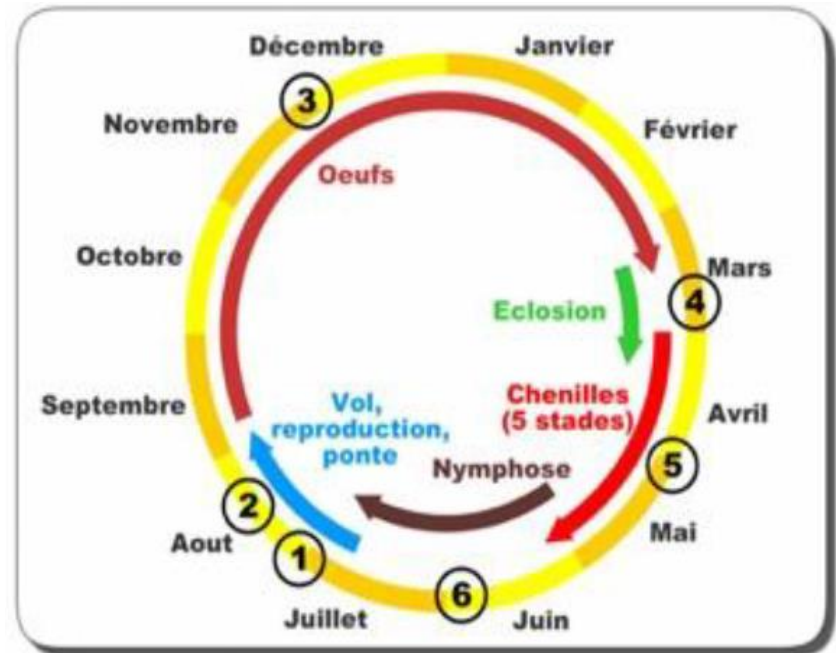 Décembre
Janvier
3
Novembre
Février
Oeufs
Octobre
Mars
4
Eclosion
Septembre
Vol,
reproduction,
ponte
Chenilles
(5 stades)
Avril
Nymphose
5
2
Aout
Mai
1
6
Juillet
Juin